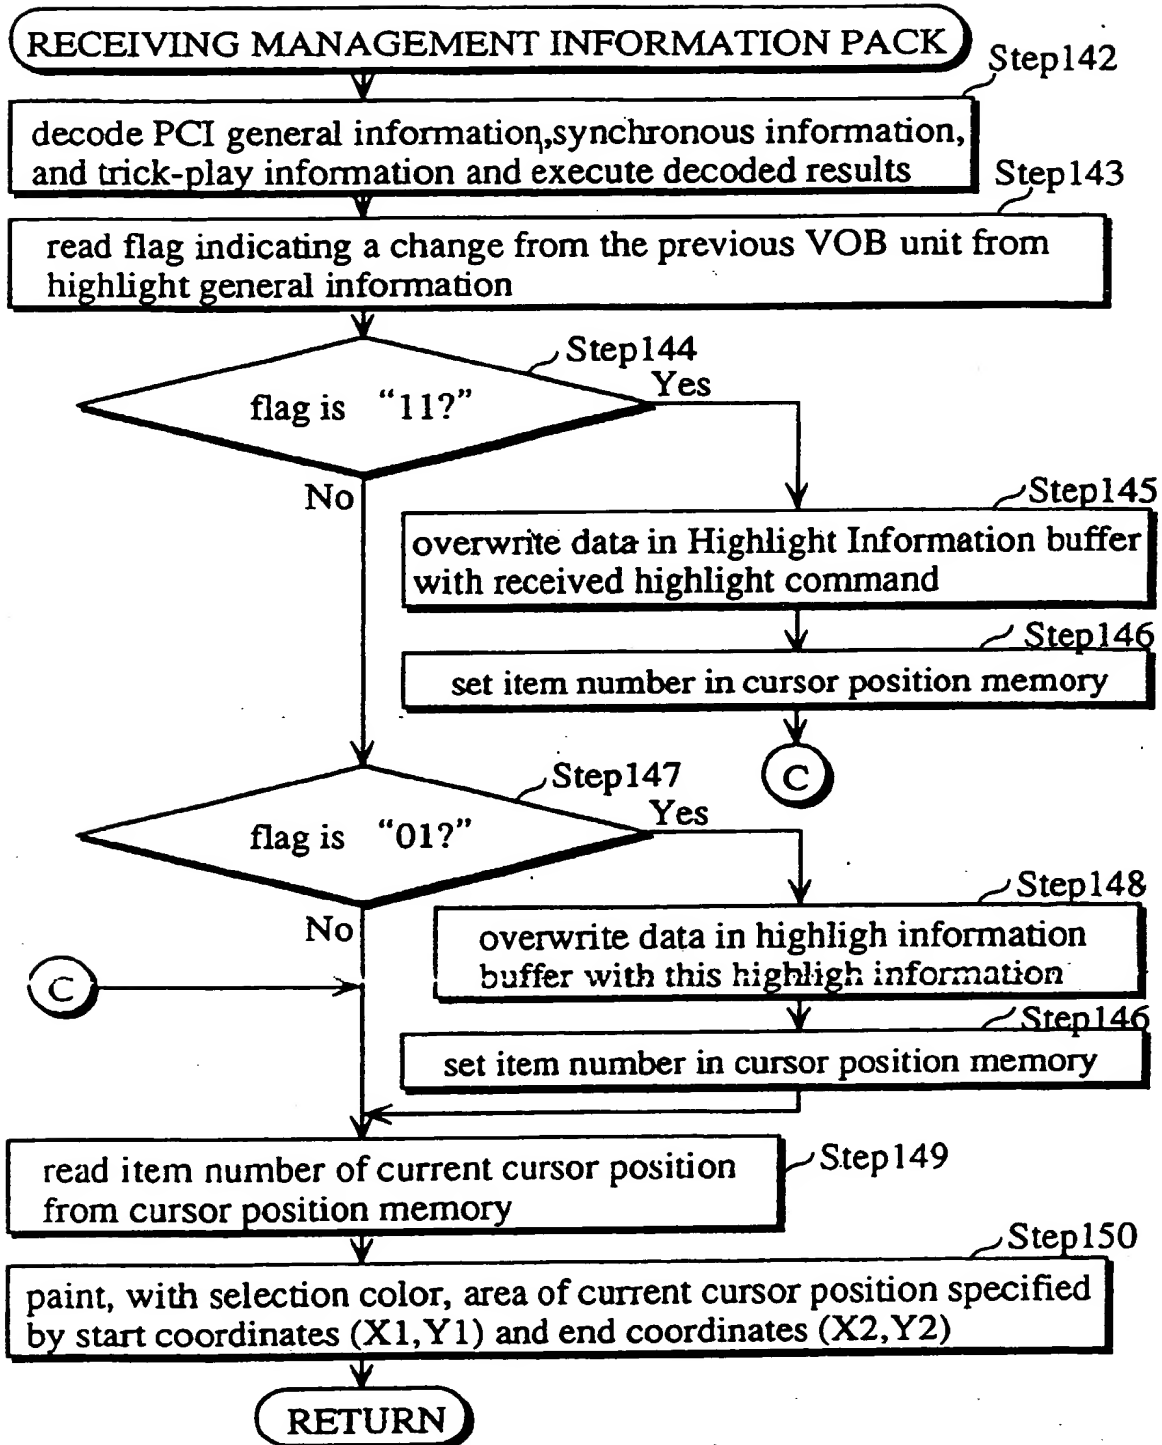 RECEIVING MANAGEMENT INFORMATION PACK
Step142
decode PCI general information,synchronous information,
and trick-play information and execute decoded results
Step143
read flag indicating a change from the previous VOB unit from
highlight general information
Step144
flag is “11?”
Yes
No
Step145
overwrite data in Highlight Information buffer
with received highlight command
Step146
set item number in cursor position memory
C
Step147
flag is “01?”
Yes
No
Step148
overwrite data in highligh information
buffer with this highligh information
C
Step146
set item number in cursor position memory
Step149
read item number of current cursor position
from cursor position memory
Step150
paint, with selection color, area of current cursor position specified
by start coordinates (X1,Y1) and end coordinates (X2,Y2)
RETURN